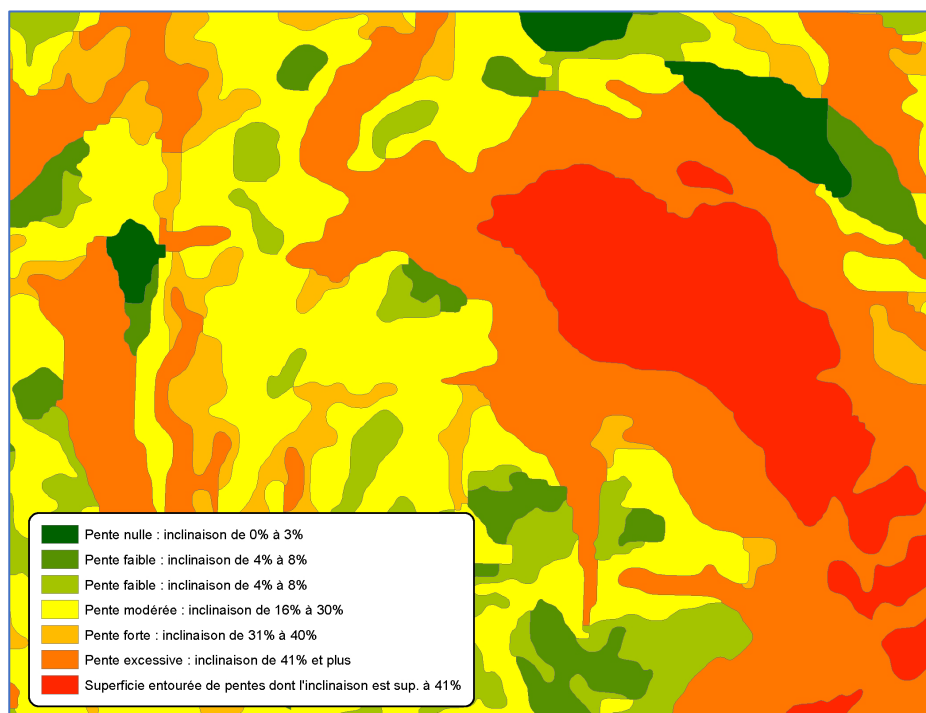 Pente nulle : inclinaison de 0% à 3%
Pente faible : inclinaison de 4% à 8%
Pente faible : inclinaison de 4% à 8%
Pente modérée : inclinaison de 16% à 30%
Pente forte : inclinaison de 31% à 40%
Pente excessive : inclinaison de 41% et plus
Superficie entourée de pentes dont l'inclinaison est sup. à 41%